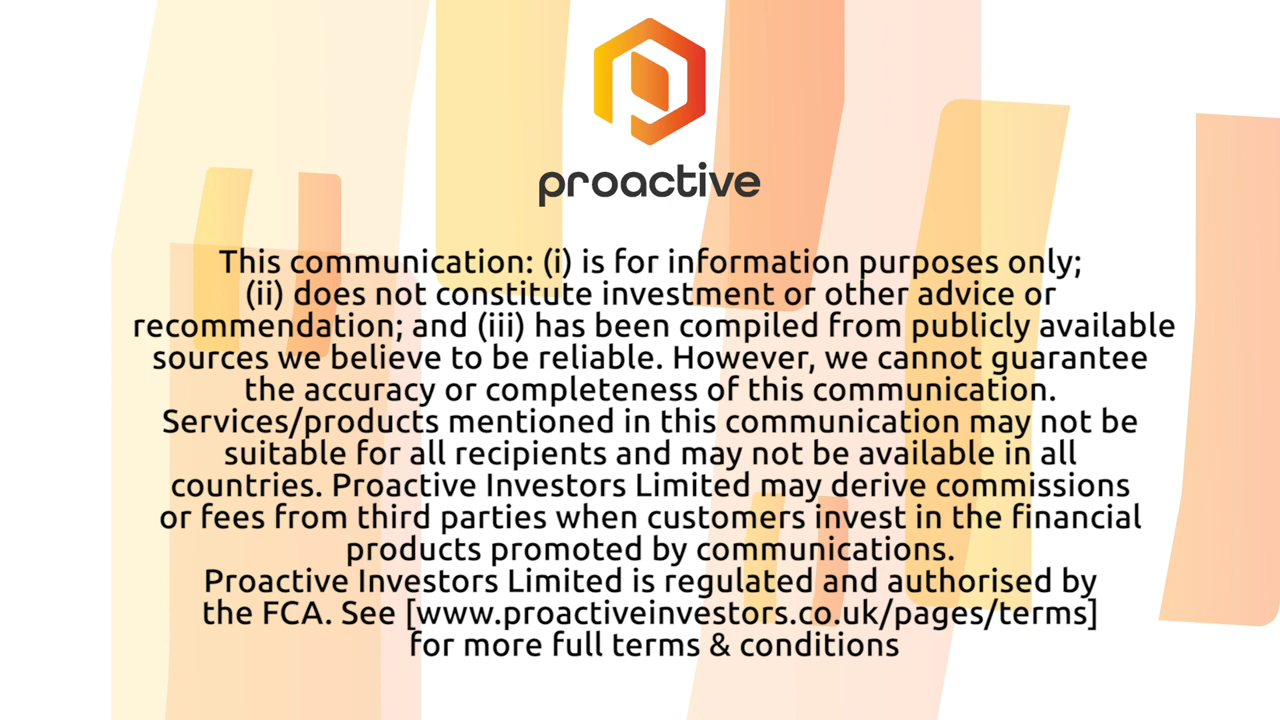 proactive
This communication: (i) is for information purposes only;
(ii) does not constitute investment or other advice or
recommendation; and (iii) has been compiled from publicly available
sources we believe to be reliable. However, we cannot guarantee
the accuracy or completeness of this communication.
Services/products mentioned in this communication may not be
suitable for all recipients and may not be available in all
countries. Proactive Investors Limited may derive commissions
or fees from third parties when customers invest in the financial
products promoted by communications.
Proactive Investors Limited is regulated and authorised by
the FCA. See [www.proactiveinvestors.co.uk/pages/terms]
for more full terms & conditions